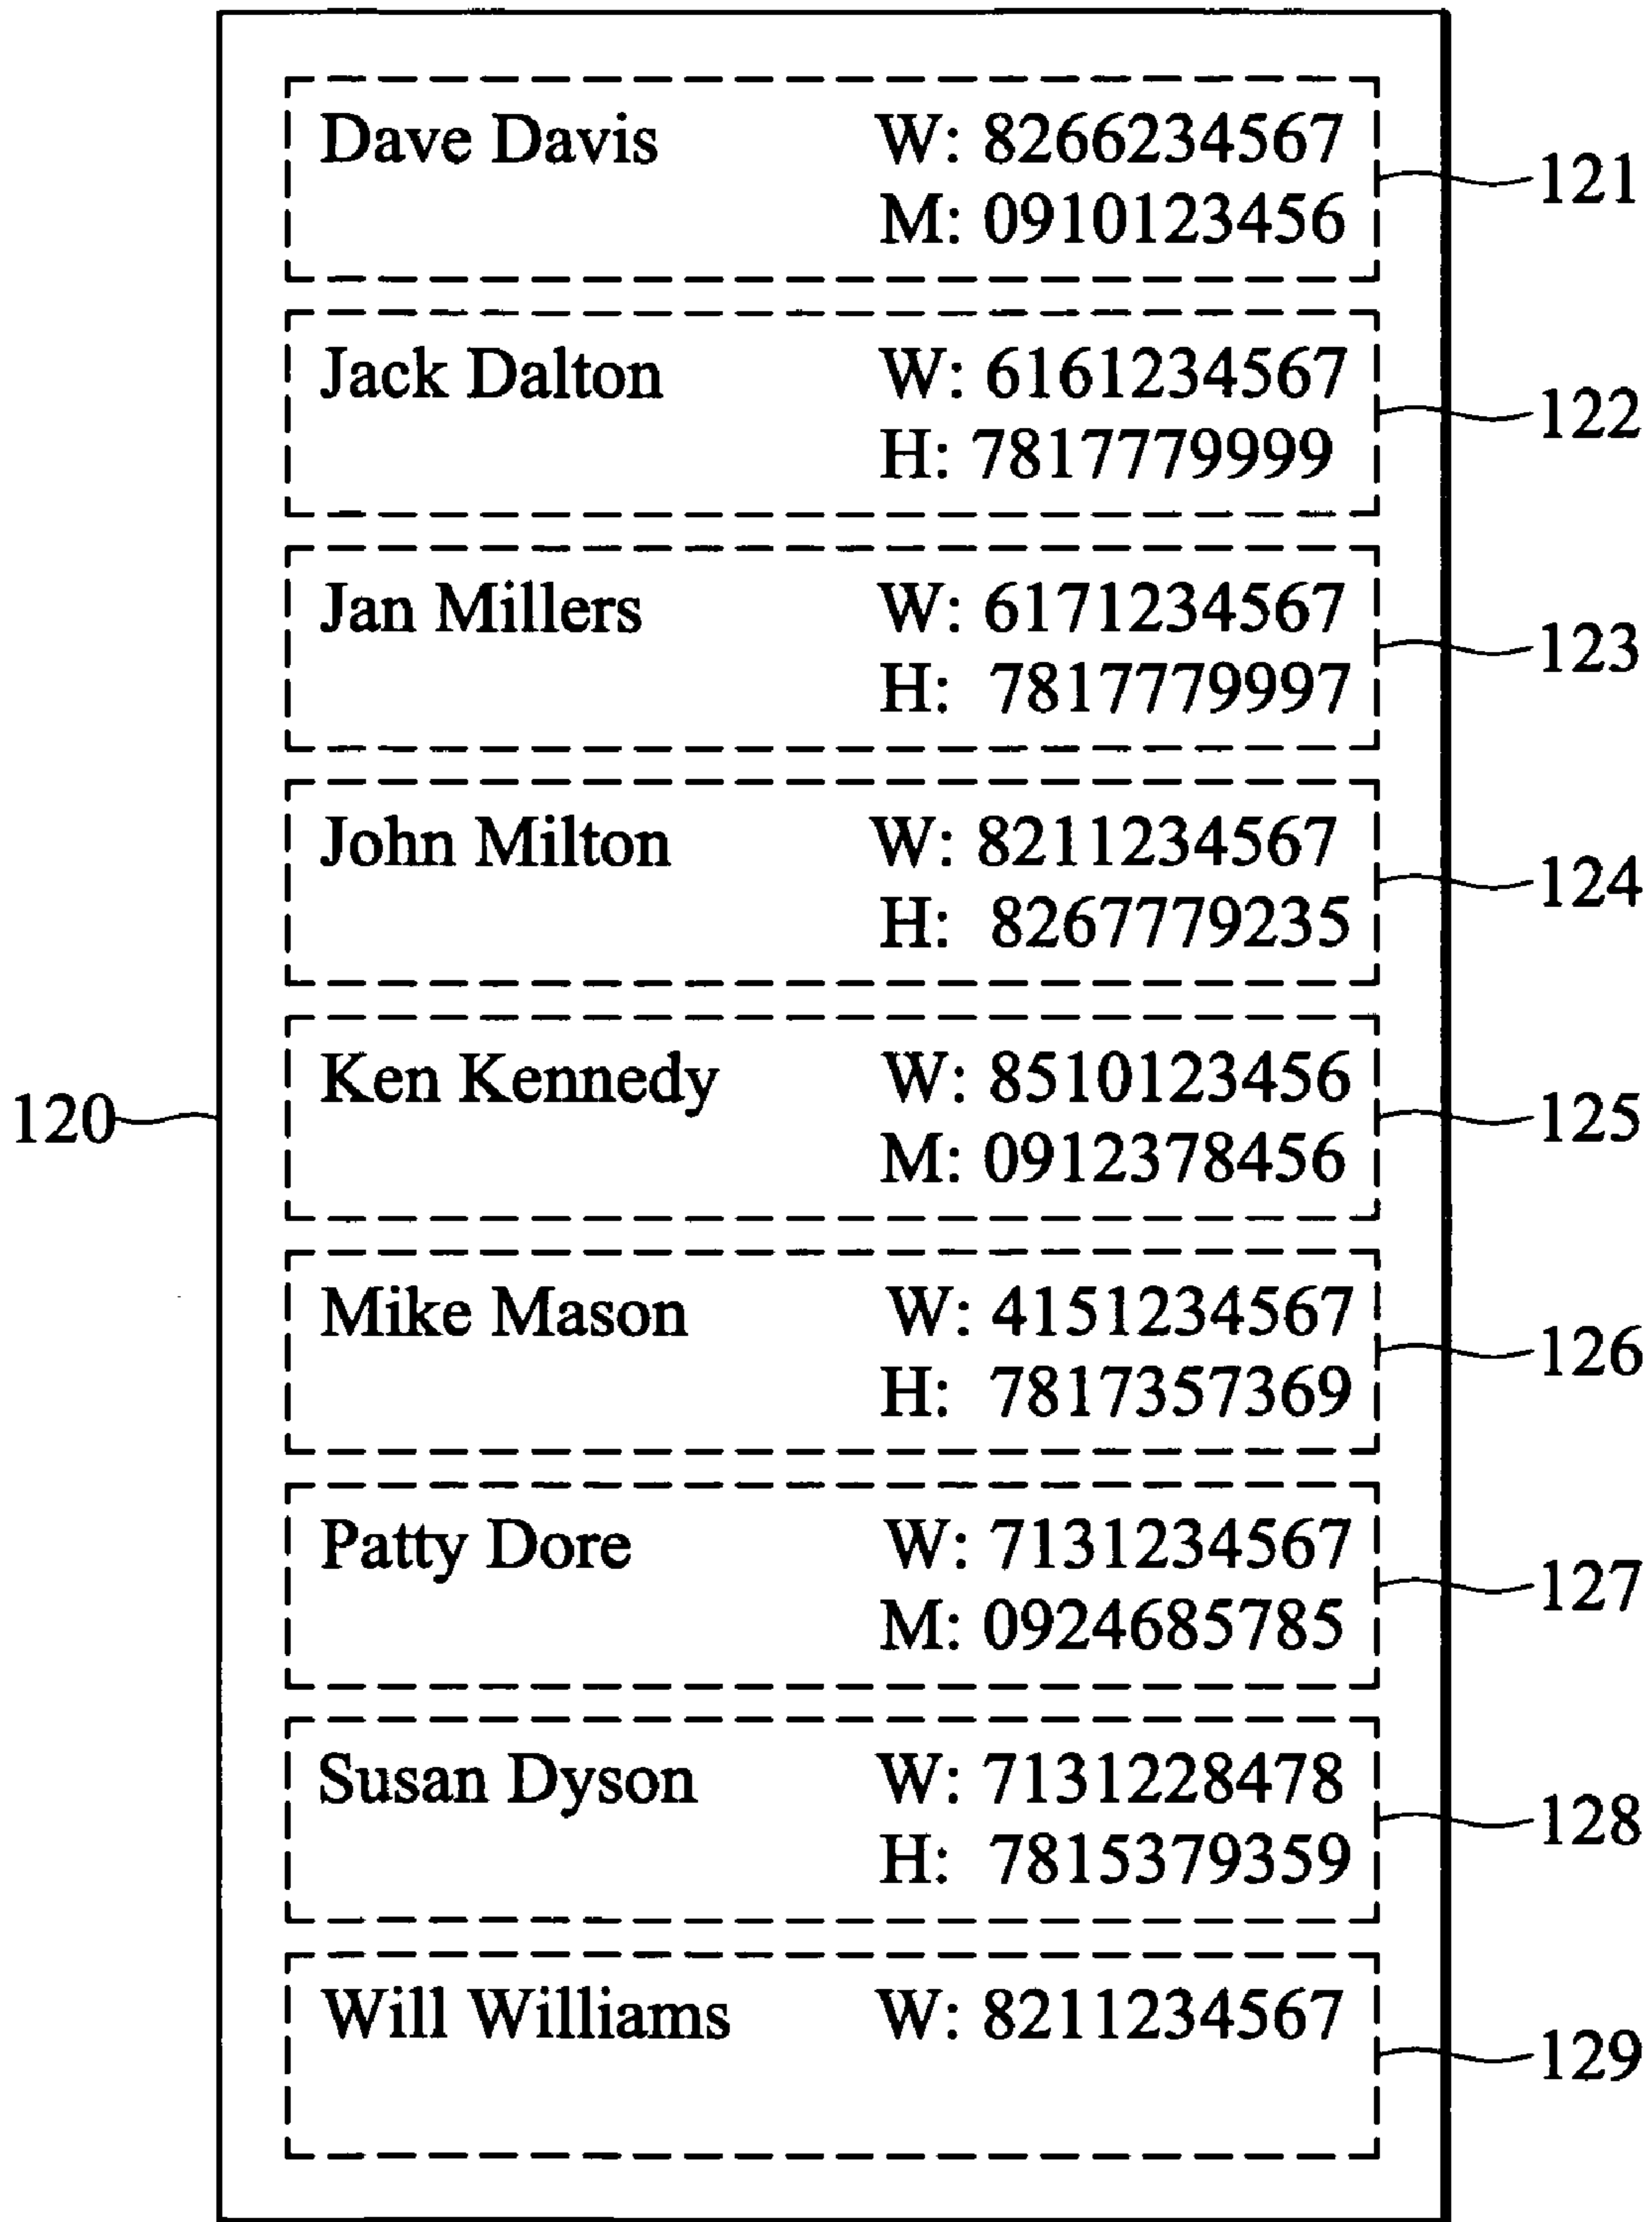 Dave Davis W: 8266234567
M: 0910123456
121
Jack Dalton W: 6161234567
H: 7817779999
122
Jan Millers W: 6171234567
H: 7817779997
123
John Milton W: 8211234567
H: 8267779235
124
Ken Kennedy W: 8510123456
M: 0912378456
120
125
Mike Mason W: 4151234567
H: 7817357369
126
Patty Dore W: 7131234567
M: 0924685785
127
Susan Dyson W: 7131228478
H: 7815379359
128
Will Williams W: 8211234567
129